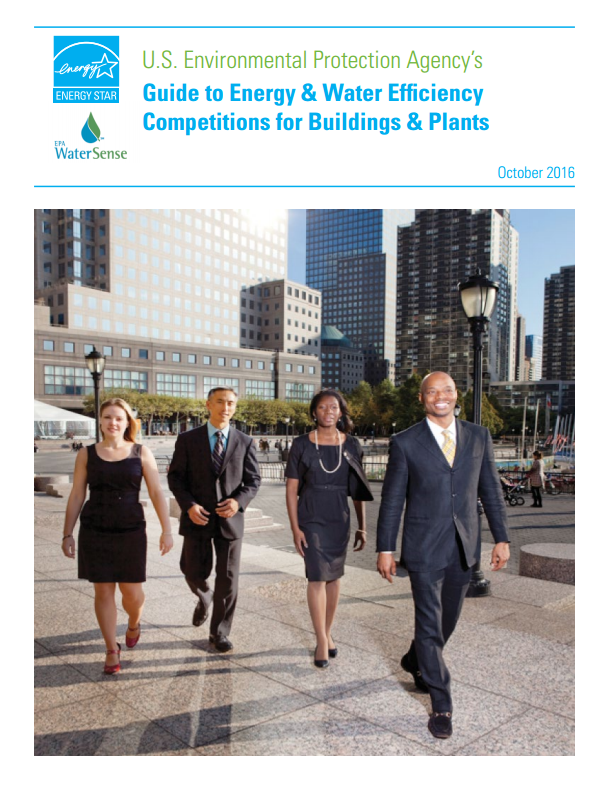 energy
ENERGY STAR
U.S. Environmental Protection Agency’s
Guide to Energy & Water Efficiency
Competitions for Buildings & Plants
EPA
WaterSense
October 2016